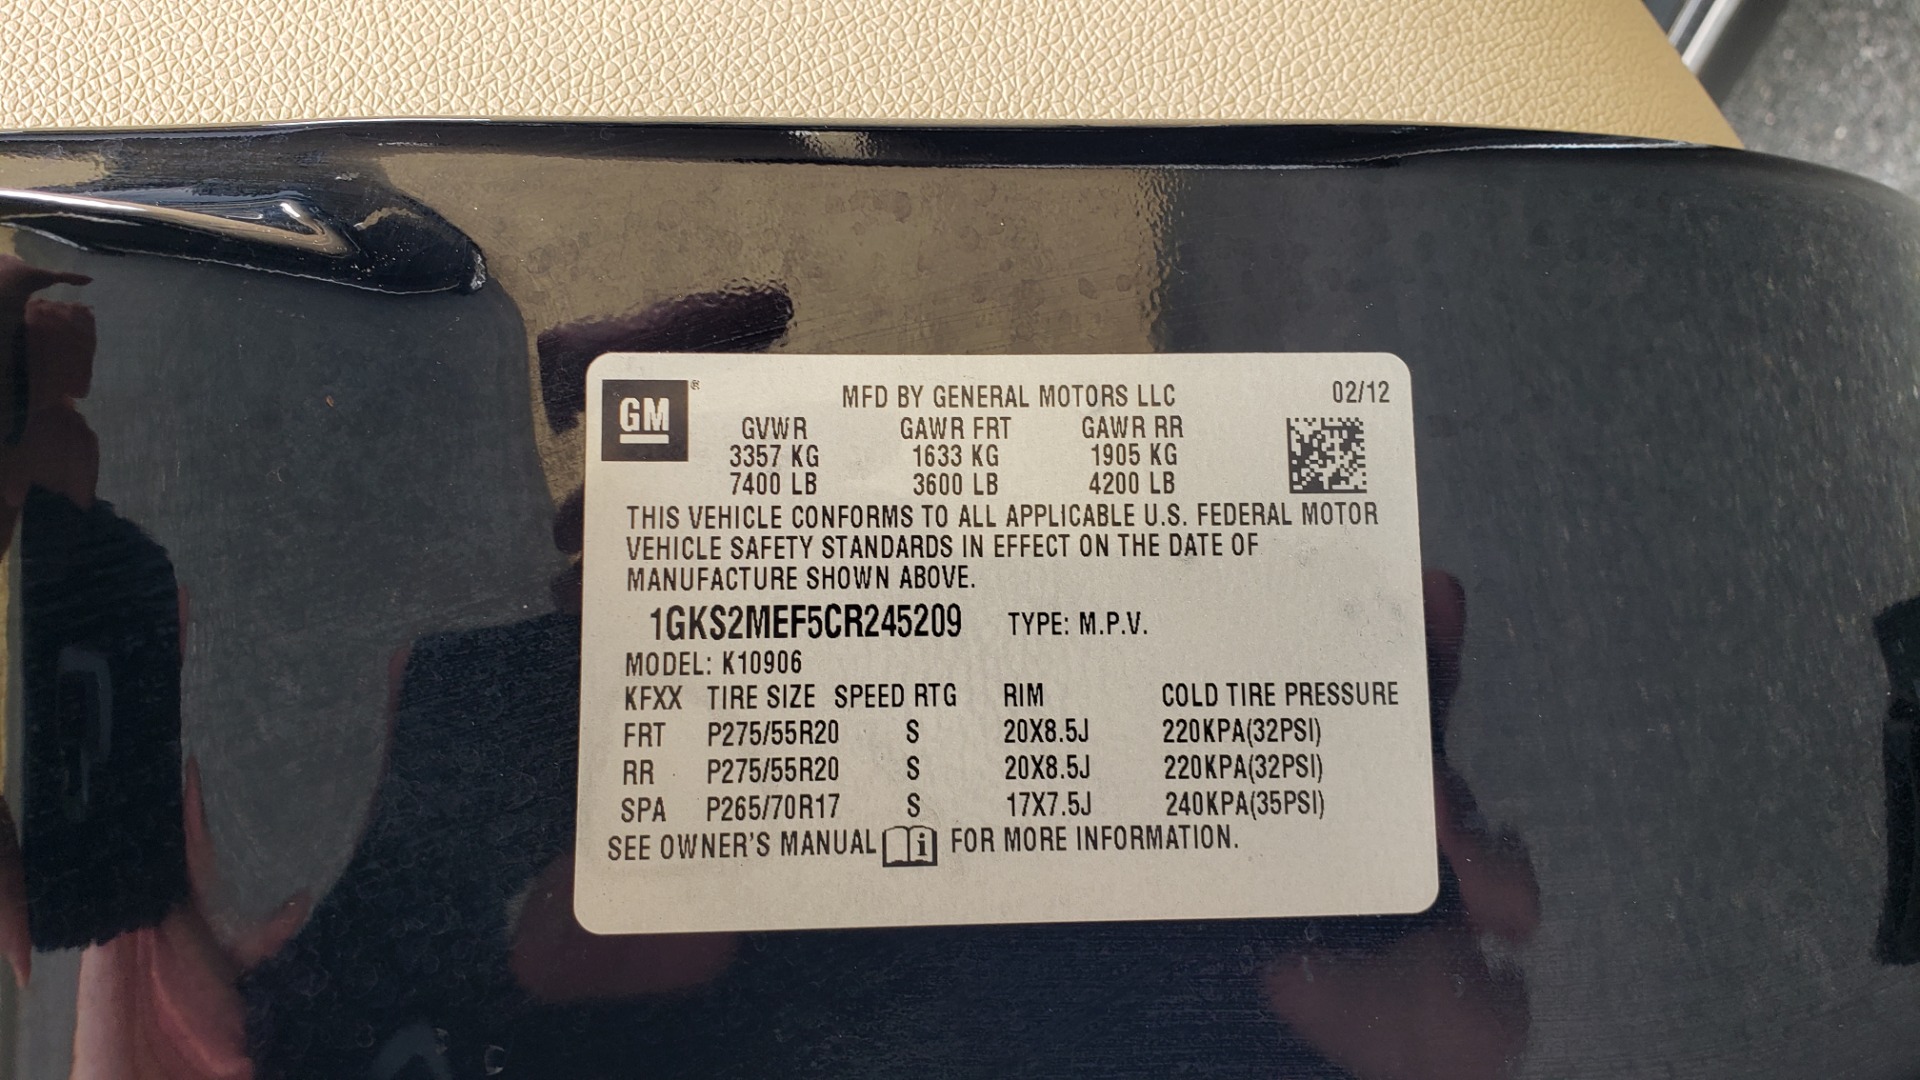 GM ® MFD BY GENERAL MOTORS LLC 02/12
GVWR GAWR FRT GAWR RR
3357 KG 1633 KG 1905 KG
7400 LB 3600 LB 4200 LB
THIS VEHICLE CONFORMS TO ALL APPLICABLE U.S. FEDERAL MOTOR
VEHICLE SAFETY STANDARDS IN EFFECT ON THE DATE OF
MANUFACTURE SHOWN ABOVE.
1GKS2MEF5CR245209 TYPE: M.P.V.
MODEL: K10906
KFXX TIRE SIZE SPEED RTG RIM COLD TIRE PRESSURE
FRT P275/55R20 S 20X8.5J 220KPA(32PSI)
RR P275/55R20 S 20X8.5J 220KPA(32PSI)
SPA P265/70R17 S 17X7.5J 240KPA(35PSI)
SEE OWNER'S MANUAL i FOR MORE INFORMATION.